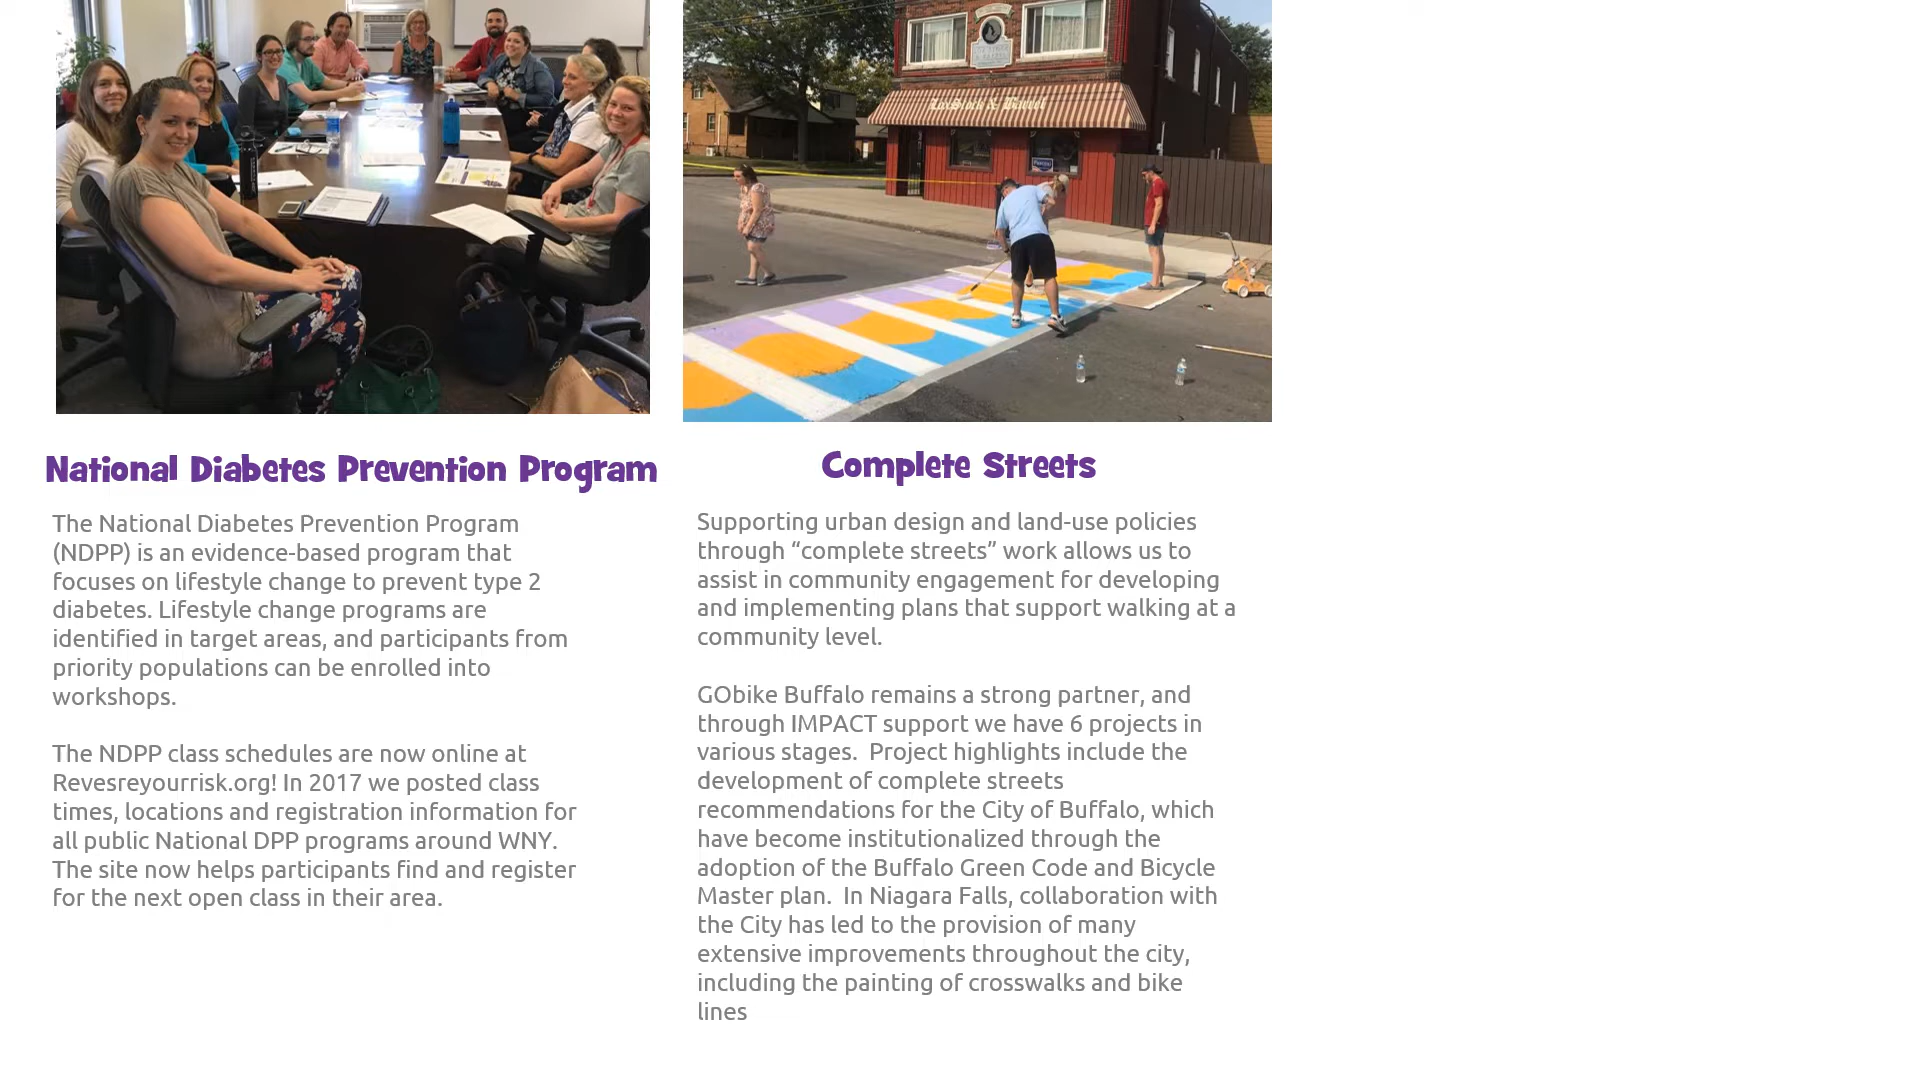 National Diabetes Prevention Program
The National Diabetes Prevention Program
(NDPP) is an evidence-based program that
focuses on lifestyle change to prevent type 2
diabetes. Lifestyle change programs are
identified in target areas, and participants from
priority populations can be enrolled into
workshops.
The NDPP class schedules are now online at
Revesreyourrisk.org! In 2017 we posted class
times, locations and registration information for
all public National DPP programs around WNY.
The site now helps participants find and register
for the next open class in their area.
Complete Streets
Supporting urban design and land-use policies
through “complete streets” work allows us to
assist in community engagement for developing
and implementing plans that support walking at a
community level.
GObike Buffalo remains a strong partner, and
through IMPACT support we have 6 projects in
various stages.  Project highlights include the
development of complete streets
recommendations for the City of Buffalo, which
have become institutionalized through the
adoption of the Buffalo Green Code and Bicycle
Master plan.  In Niagara Falls, collaboration with
the City has led to the provision of many
extensive improvements throughout the city,
including the painting of crosswalks and bike
lines